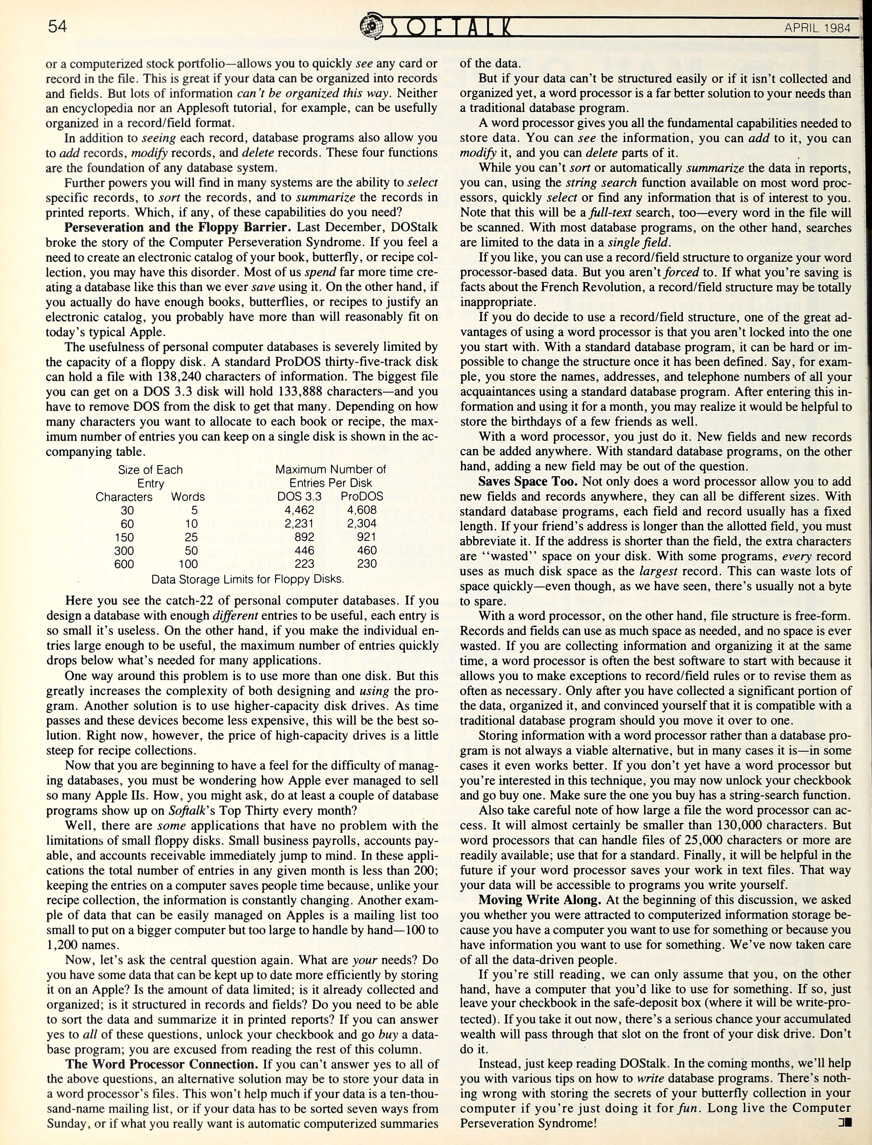 54
SOFTALK
APRIL 1984
or a computerized stock portfolio—allows you to quickly see any card or
record in the file. This is great if your data can be organized into records
and fields. But lots of information can't be organized this way. Neither
an encyclopedia nor an Applesoft tutorial, for example, can be usefully
organized in a record/field format.
In addition to seeing each record, database programs also allow you
to add records, modify records, and delete records. These four functions
are the foundation of any database system.
Further powers you will find in many systems are the ability to select
specific records, to sort the records, and to summarize the records in
printed reports. Which, if any, of these capabilities do you need?
Perseveration and the Floppy Barrier. Last December, DOStalk
broke the story of the Computer Perseveration Syndrome. If you feel a
need to create an electronic catalog of your book, butterfly, or recipe col-
lection, you may have this disorder. Most of us spend far more time cre-
ating a database like this than we ever save using it. On the other hand, if
you actually do have enough books, butterflies, or recipes to justify an
electronic catalog, you probably have more than will reasonably fit on
today's typical Apple.
The usefulness of personal computer databases is severely limited by
the capacity of a floppy disk. A standard ProDOS thirty-five-track disk
can hold a file with 138,240 characters of information. The biggest file
you can get on a DOS 3.3 disk will hold 133,888 characters—and you
have to remove DOS from the disk to get that many. Depending on how
many characters you want to allocate to each book or recipe, the max-
imum number of entries you can keep on a single disk is shown in the ac-
companying table.
Size of Each Maximum Number of
Entry Entries Per Disk
Characters Words DOS 3.3 ProDOS
30 5 4,462 4,608
60 10 2,231 2,304
150 25 892 921
300 50 446 460
600 100 223 230
Data Storage Limits for Floppy Disks.
Here you see the catch-22 of personal computer databases. If you
design a database with enough different entries to be useful, each entry is
so small it's useless. On the other hand, if you make the individual en-
tries large enough to be useful, the maximum number of entries quickly
drops below what's needed for many applications.
One way around this problem is to use more than one disk. But this
greatly increases the complexity of both designing and using the pro-
gram. Another solution is to use higher-capacity disk drives. As time
passes and these devices become less expensive, this will be the best so-
lution. Right now, however, the price of high-capacity drives is a little
steep for recipe collections.
Now that you are beginning to have a feel for the difficulty of manag-
ing databases, you must be wondering how Apple ever managed to sell
so many Apple IIs. How, you might ask, do at least a couple of database
programs show up on Softalk's Top Thirty every month?
Well, there are some applications that have no problem with the
limitations of small floppy disks. Small business payrolls, accounts pay-
able, and accounts receivable immediately jump to mind. In these appli-
cations the total number of entries in any given month is less than 200;
keeping the entries on a computer saves people time because, unlike your
recipe collection, the information is constantly changing. Another exam-
ple of data that can be easily managed on Apples is a mailing list too
small to put on a bigger computer but too large to handle by hand—100 to
1,200 names.
Now, let's ask the central question again. What are your needs? Do
you have some data that can be kept up to date more efficiently by storing
it on an Apple? Is the amount of data limited; is it already collected and
organized; is it structured in records and fields? Do you need to be able
to sort the data and summarize it in printed reports? If you can answer
yes to all of these questions, unlock your checkbook and go buy a data-
base program; you are excused from reading the rest of this column.
The Word Processor Connection. If you can't answer yes to all of
the above questions, an alternative solution may be to store your data in
a word processor's files. This won't help much if your data is a ten-thou-
sand-name mailing list, or if your data has to be sorted seven ways from
Sunday, or if what you really want is automatic computerized summaries
of the data.
But if your data can't be structured easily or if it isn't collected and
organized yet, a word processor is a far better solution to your needs than
a traditional database program.
A word processor gives you all the fundamental capabilities needed to
store data. You can see the information, you can add to it, you can
modify it, and you can delete parts of it.
While you can't sort or automatically summarize the data in reports,
you can, using the string search function available on most word proc-
essors, quickly select or find any information that is of interest to you.
Note that this will be a full-text search, too—every word in the file will
be scanned. With most database programs, on the other hand, searches
are limited to the data in a single field.
If you like, you can use a record/field structure to organize your word
processor-based data. But you aren't forced to. If what you're saving is
facts about the French Revolution, a record/field structure may be totally
inappropriate.
If you do decide to use a record/field structure, one of the great ad-
vantages of using a word processor is that you aren't locked into the one
you start with. With a standard database program, it can be hard or im-
possible to change the structure once it has been defined. Say, for exam-
ple, you store the names, addresses, and telephone numbers of all your
acquaintances using a standard database program. After entering this in-
formation and using it for a month, you may realize it would be helpful to
store the birthdays of a few friends as well.
With a word processor, you just do it. New fields and new records
can be added anywhere. With standard database programs, on the other
hand, adding a new field may be out of the question.
Saves Space Too. Not only does a word processor allow you to add
new fields and records anywhere, they can all be different sizes. With
standard database programs, each field and record usually has a fixed
length. If your friend's address is longer than the allotted field, you must
abbreviate it. If the address is shorter than the field, the extra characters
are "wasted" space on your disk. With some programs, every record
uses as much disk space as the largest record. This can waste lots of
space quickly—even though, as we have seen, there's usually not a byte
to spare.
With a word processor, on the other hand, file structure is free-form.
Records and fields can use as much space as needed, and no space is ever
wasted. If you are collecting information and organizing it at the same
time, a word processor is often the best software to start with because it
allows you to make exceptions to record/field rules or to revise them as
often as necessary. Only after you have collected a significant portion of
the data, organized it, and convinced yourself that it is compatible with a
traditional database program should you move it over to one.
Storing information with a word processor rather than a database pro-
gram is not always a viable alternative, but in many cases it is—in some
cases it even works better. If you don't yet have a word processor but
you're interested in this technique, you may now unlock your checkbook
and go buy one. Make sure the one you buy has a string-search function.
Also take careful note of how large a file the word processor can ac-
cess. It will almost certainly be smaller than 130,000 characters. But
word processors that can handle files of 25,000 characters or more are
readily available; use that for a standard. Finally, it will be helpful in the
future if your word processor saves your work in text files. That way
your data will be accessible to programs you write yourself.
Moving Write Along. At the beginning of this discussion, we asked
you whether you were attracted to computerized information storage be-
cause you have a computer you want to use for something or because you
have information you want to use for something. We've now taken care
of all the data-driven people.
If you're still reading, we can only assume that you, on the other
hand, have a computer that you'd like to use for something. If so, just
leave your checkbook in the safe-deposit box (where it will be write-pro-
tected). If you take it out now, there's a serious chance your accumulated
wealth will pass through that slot on the front of your disk drive. Don't
do it.
Instead, just keep reading DOStalk. In the coming months, we'll help
you with various tips on how to write database programs. There's noth-
ing wrong with storing the secrets of your butterfly collection in your
computer if you're just doing it for fun. Long live the Computer
Perseveration Syndrome!